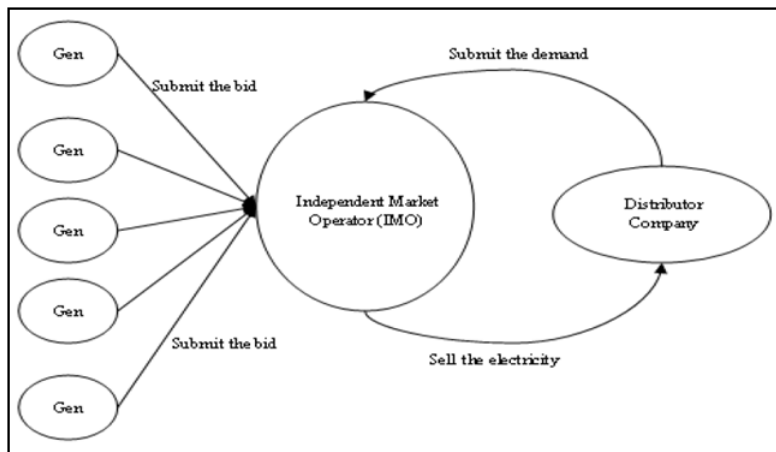 Gen
Submit the bid
Gen
Gen
Gen
Submit the bid
Gen
Independent Market
Operator (IMO)
Submit the demand
Distributor
Company
Sell the electricity